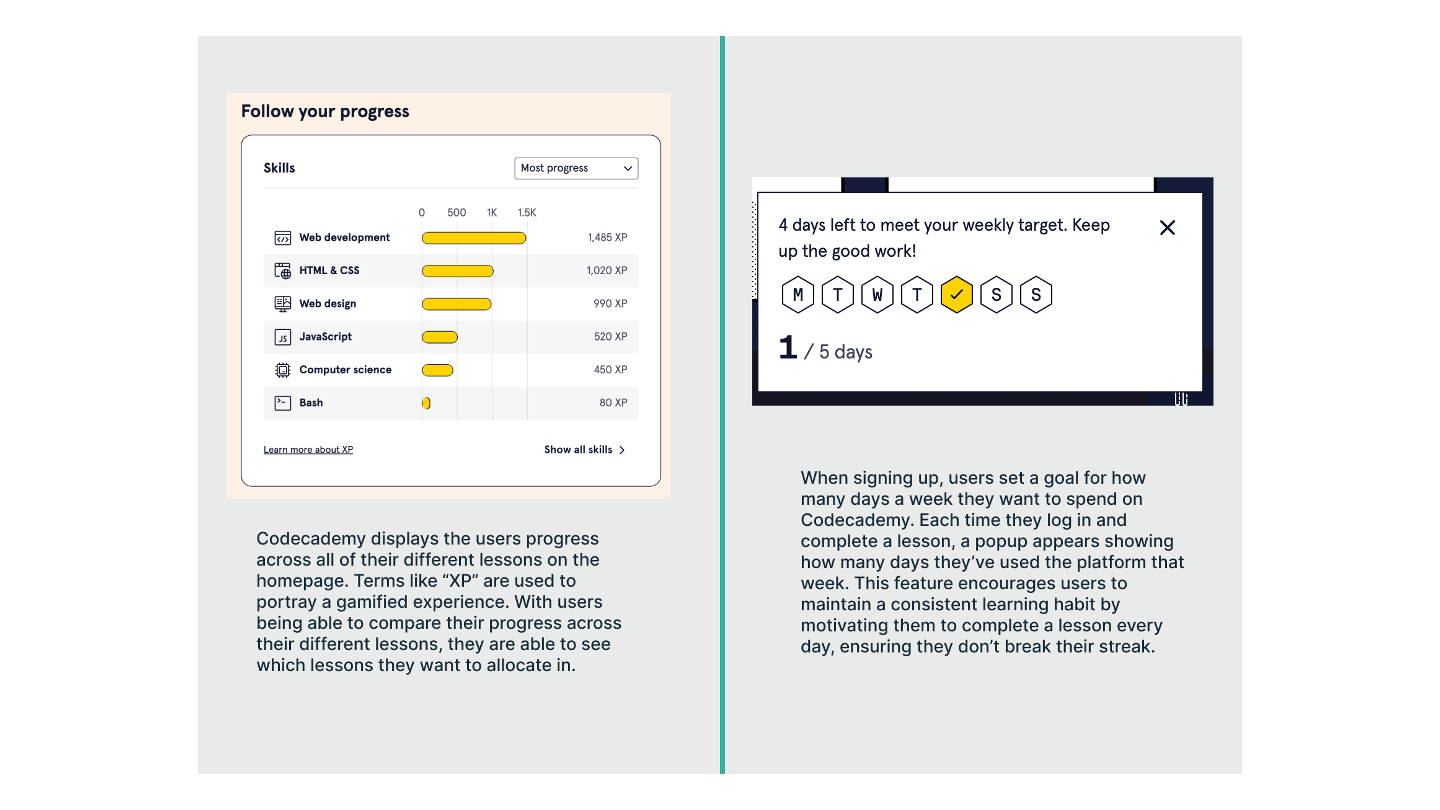 Follow your progress
Skills
Most progress
0 500 1K 1.5K
Web development 1,485 XP
HTML & CSS 1,020 XP
Web design 990 XP
JS JavaScript 520 XP
Computer science 450 XP
Bash 80 XP
Learn more about XP Show all skills
Codecademy displays the users progress
across all of their different lessons on the
homepage. Terms like “XP” are used to
portray a gamified experience. With users
being able to compare their progress across
their different lessons, they are able to see
which lessons they want to allocate in.
4 days left to meet your weekly target. Keep
up the good work!
M T W T S S
1 / 5 days
When signing up, users set a goal for how
many days a week they want to spend on
Codecademy. Each time they log in and
complete a lesson, a popup appears showing
how many days they’ve used the platform that
week. This feature encourages users to
maintain a consistent learning habit by
motivating them to complete a lesson every
day, ensuring they don’t break their streak.